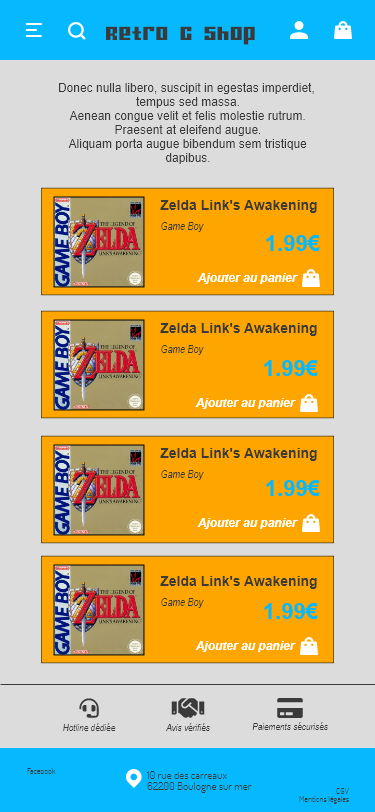 Retro C Shop
Donec nulla libero, suscipit in egestas imperdiet,
tempus sed massa.
Aenean congue velit et felis molestie rutrum.
Praesent at eleifend augue.
Aliquam porta augue bibendum sem tristique
dapibus.
GAME BOY
THE LEGEND OF
ZELDA
LINK'S AWAKENING
Zelda Link's Awakening
Game Boy
1.99€
Ajouter au panier
GAME BOY
THE LEGEND OF
ZELDA
LINK'S AWAKENING
Zelda Link's Awakening
Game Boy
1.99€
Ajouter au panier
GAME BOY
THE LEGEND OF
ZELDA
LINK'S AWAKENING
Zelda Link's Awakening
Game Boy
1.99€
Ajouter au panier
GAME BOY
THE LEGEND OF
ZELDA
LINK'S AWAKENING
Zelda Link's Awakening
Game Boy
1.99€
Ajouter au panier
Hotline dédiée
Avis vérifiés
Paiements sécurisés
Facebook
10 rue des carreaux
62200 Boulogne sur mer
CGV
Mentions légales